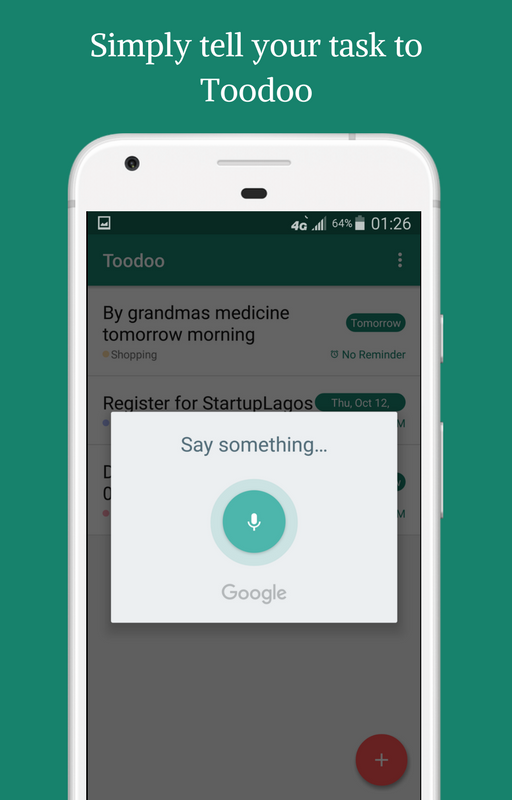 Simply tell your task to
Toodoo
4G 64% 01:26
Toodoo
By grandmas medicine
tomorrow morning
Tomorrow
Shopping
No Reminder
Register for StartupLagos
Thu, Oct 12,
M
D
0
y
M
Say something...
Google